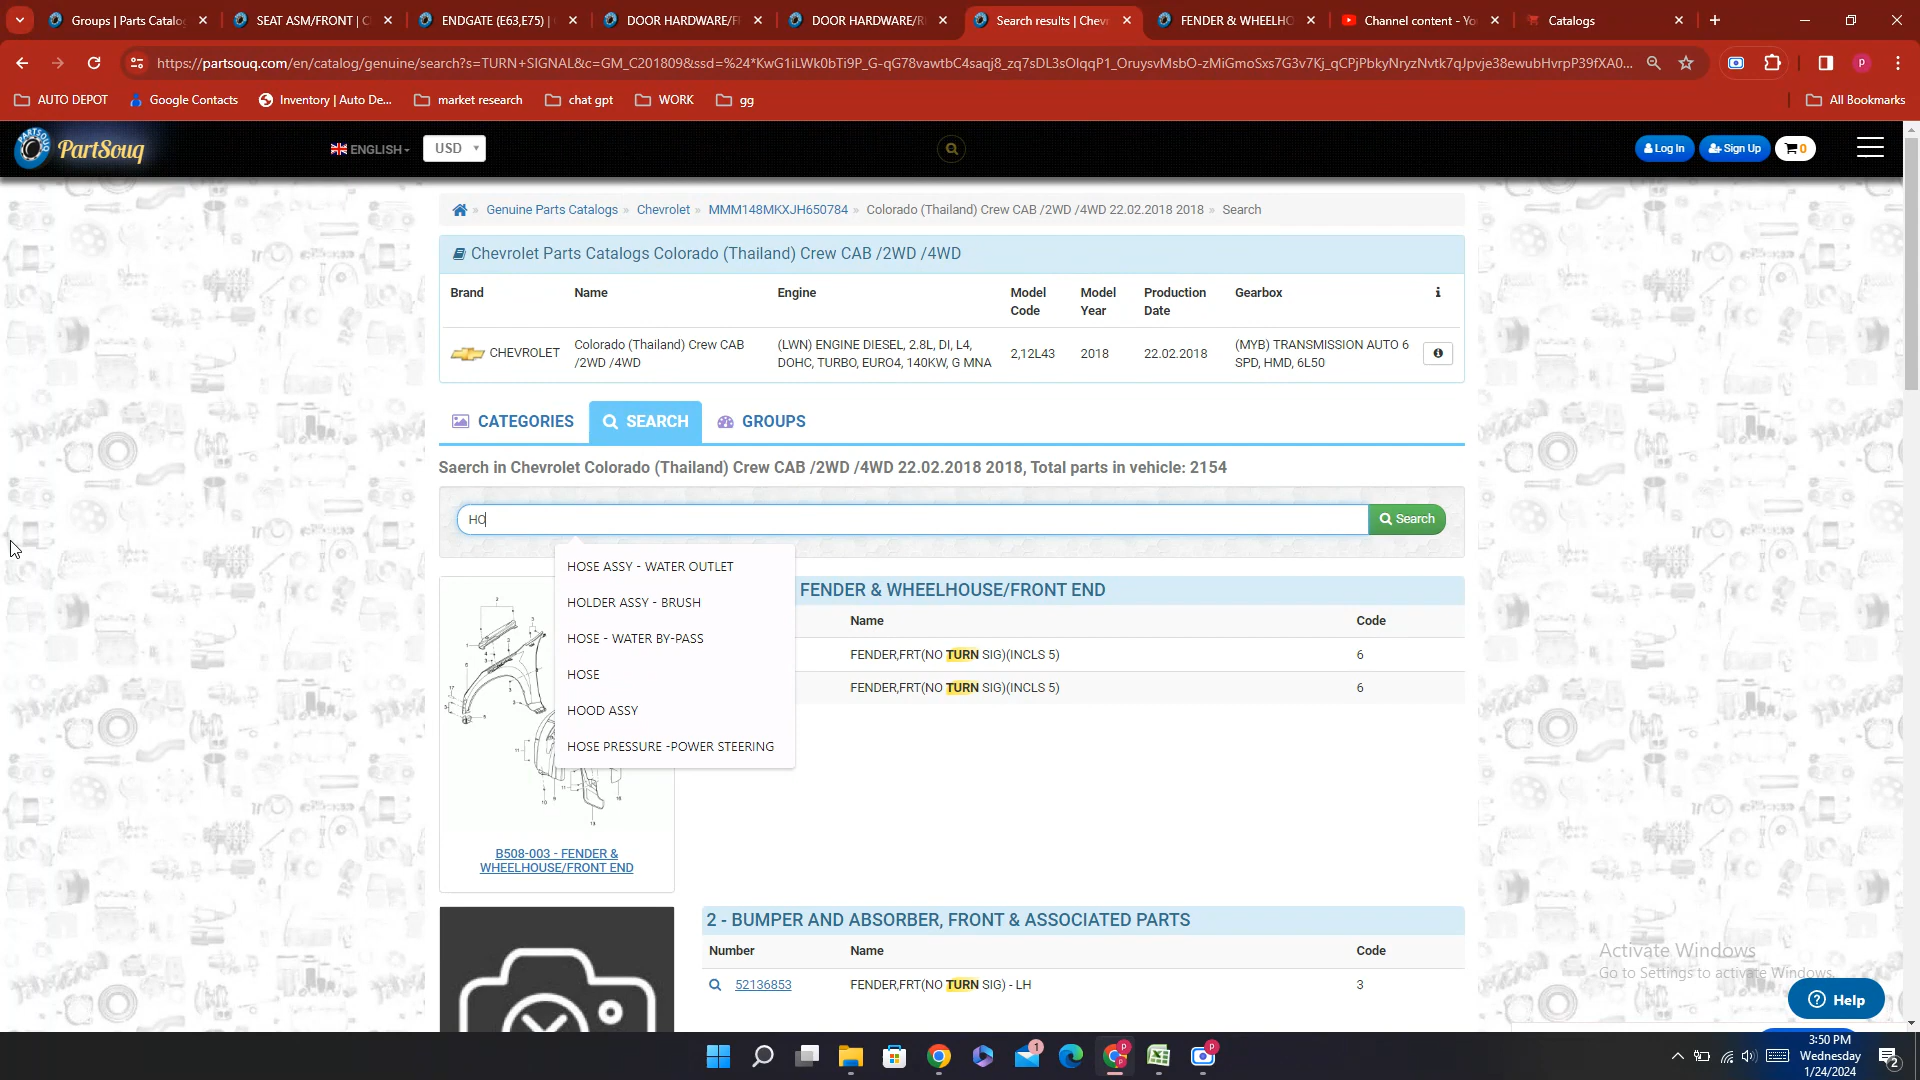 Groups | Parts Catalo
SEAT ASM/FRONT | C
ENDGATE (E63,E75) |
DOOR HARDWARE/F
DOOR HARDWARE/R
Search results | Chev
FENDER & WHEELHO
Channel content - Yo
Catalogs
https://partsouq.com/en/catalog/genuine/search?s=TURN+SIGNAL&c=GM_C201809&ssd=%24*KwG1iLWk0bTi9P_G-qG78vawtbC4saqj8_zq7sDL3sOIqqP1_OruysvMsbO-zMiGmoSxs7G3v7Kj_qCPjPbkyNryzNvtk7qJpvje38ewubHvrpP39fXA0...
P
AUTO DEPOT
Google Contacts
Inventory | Auto De...
market research
chat gpt
WORK
gg
All Bookmarks
PARTSOUQ
PartSouq
ENGLISH
USD
Log In
Sign Up
0
» Genuine Parts Catalogs » Chevrolet » MMM148MKXJH650784 » Colorado (Thailand) Crew CAB /2WD /4WD 22.02.2018 2018 » Search
Chevrolet Parts Catalogs Colorado (Thailand) Crew CAB /2WD /4WD
Brand Name Engine Model Code Model Year Production Date Gearbox i
CHEVROLET
Colorado (Thailand) Crew CAB
/2WD /4WD
(LWN) ENGINE DIESEL, 2.8L, DI, L4,
DOHC, TURBO, EURO4, 140KW, G MNA
2,12L43
2018
22.02.2018
(MYB) TRANSMISSION AUTO 6
SPD, HMD, 6L50
CATEGORIES
SEARCH
GROUPS
Saerch in Chevrolet Colorado (Thailand) Crew CAB /2WD /4WD 22.02.2018 2018, Total parts in vehicle: 2154
HO
Search
HOSE ASSY - WATER OUTLET
HOLDER ASSY - BRUSH
HOSE - WATER BY-PASS
HOSE
HOOD ASSY
HOSE PRESSURE -POWER STEERING
FENDER & WHEELHOUSE/FRONT END
Name Code
FENDER,FRT(NO TURN SIG)(INCLS 5) 6
FENDER,FRT(NO TURN SIG)(INCLS 5) 6
B508-003 - FENDER &
WHEELHOUSE/FRONT END
2 - BUMPER AND ABSORBER, FRONT & ASSOCIATED PARTS
Number Name Code
52136853 FENDER,FRT(NO TURN SIG) - LH 3
Activate Windows
Go to Settings to activate Windows.
Help
1
P
P
3:50 PM
Wednesday
1/24/2024
2